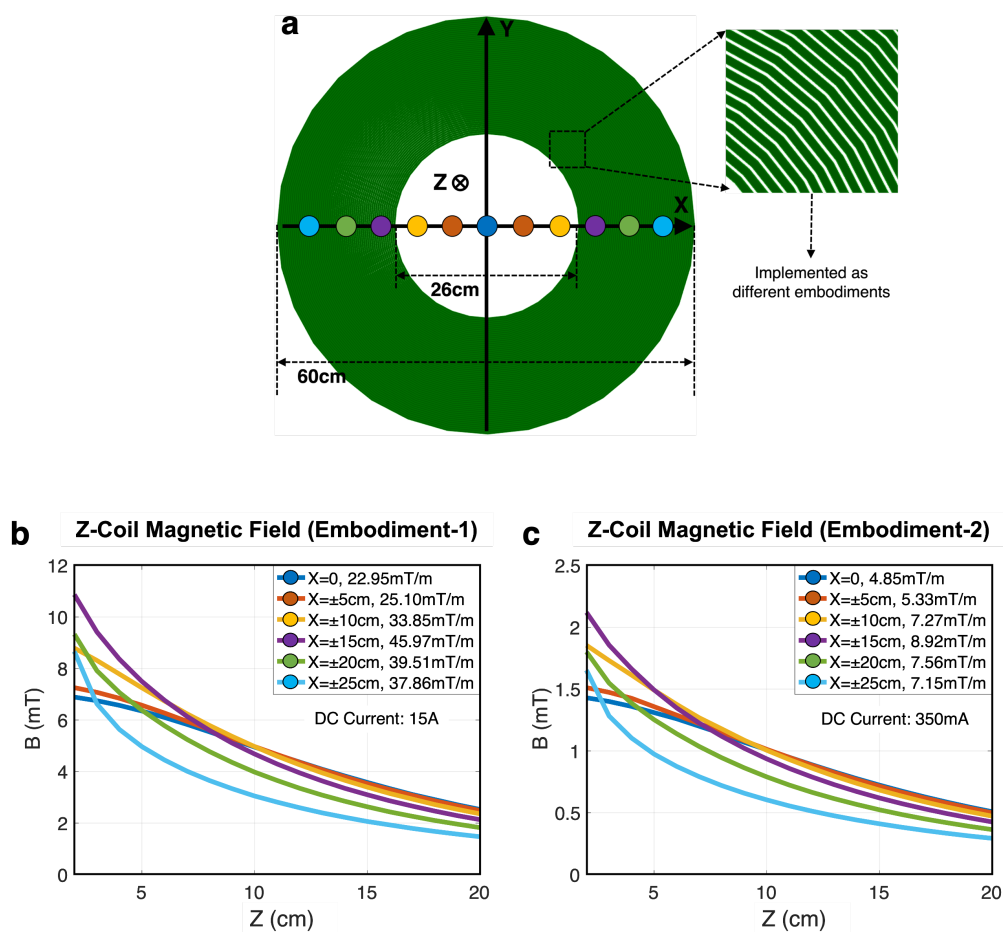 a
Y
Z
X
26cm
60cm
Implemented as
different embodiments
b
Z-Coil Magnetic Field (Embodiment-1)
12
10
8
6
4
2
0
B (mT)
5
10
15
20
Z (cm)
X=0, 22.95mT/m
X=±5cm, 25.10mT/m
X=±10cm, 33.85mT/m
X=±15cm, 45.97mT/m
X=±20cm, 39.51mT/m
X=±25cm, 37.86mT/m
DC Current: 15A
c
Z-Coil Magnetic Field (Embodiment-2)
2.5
2
1.5
1
0.5
0
B (mT)
5
10
15
20
Z (cm)
X=0, 4.85mT/m
X=±5cm, 5.33mT/m
X=±10cm, 7.27mT/m
X=±15cm, 8.92mT/m
X=±20cm, 7.56mT/m
X=±25cm, 7.15mT/m
DC Current: 350mA